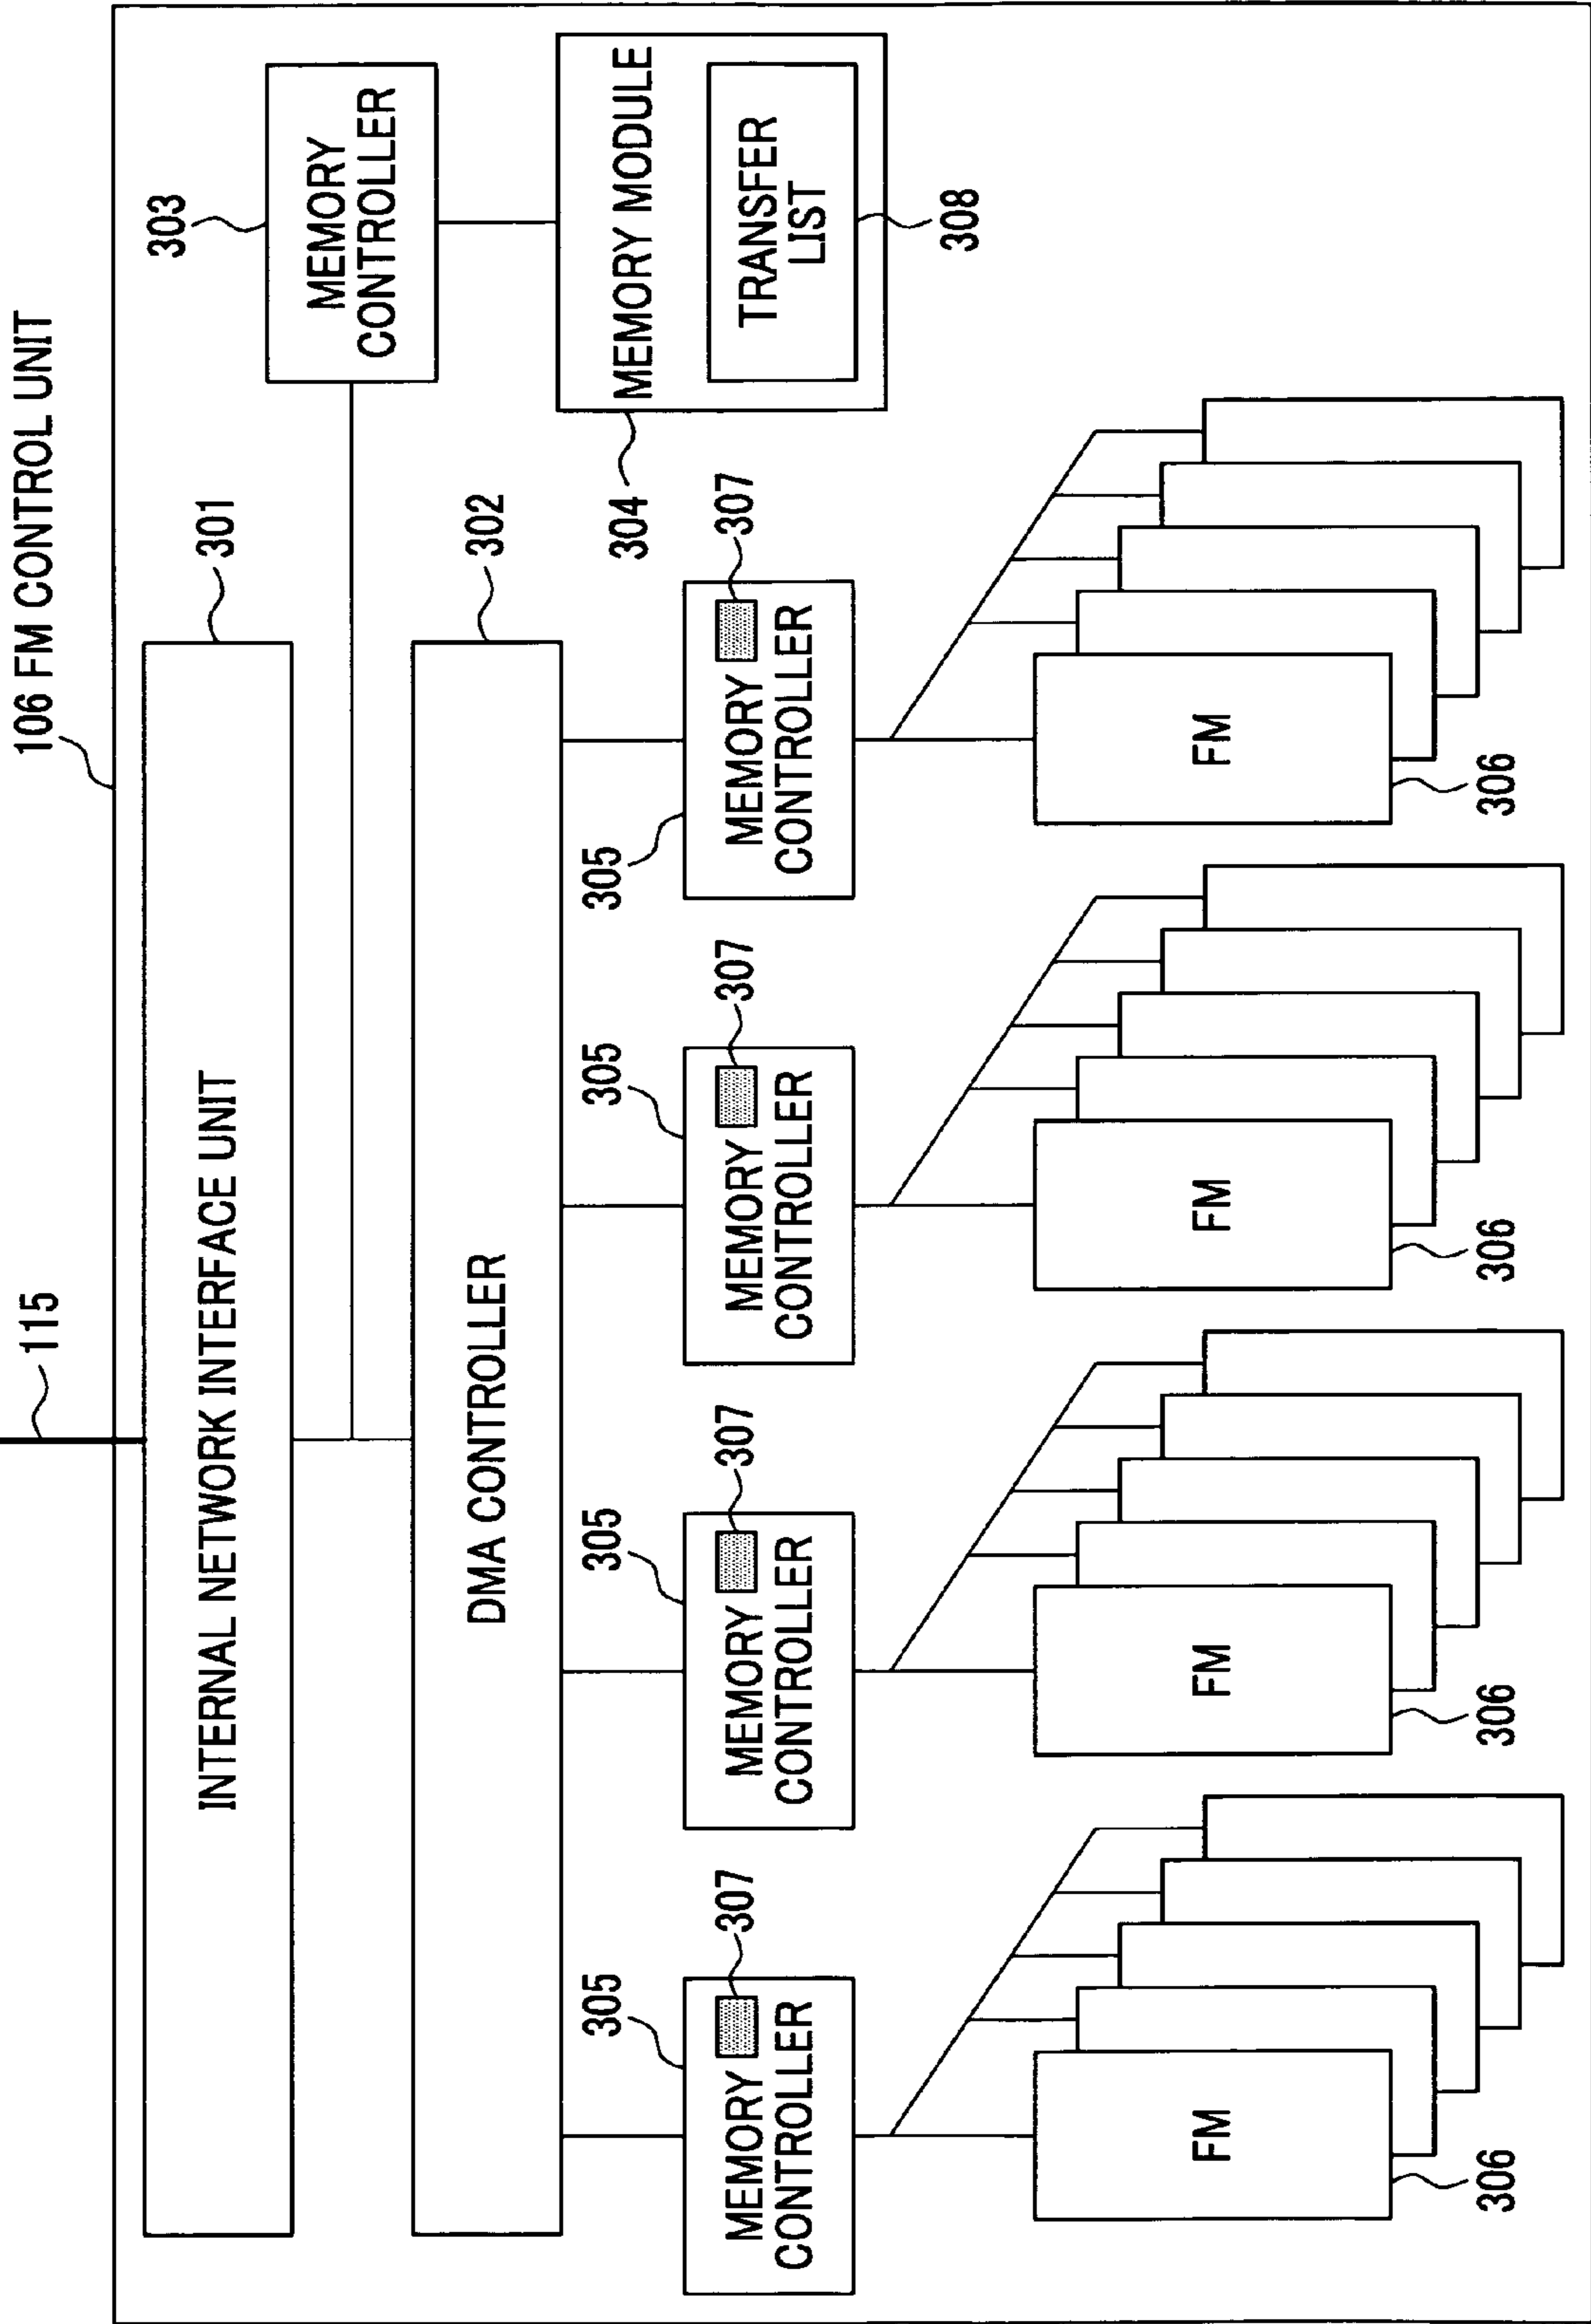 106 FM CONTROL UNIT
115
301
INTERNAL NETWORK INTERFACE UNIT
303
MEMORY
CONTROLLER
302
DMA CONTROLLER
304
MEMORY MODULE
TRANSFER
LIST
308
305
307
MEMORY
CONTROLLER
305
307
MEMORY
CONTROLLER
305
307
MEMORY
CONTROLLER
305
307
MEMORY
CONTROLLER
FM
306
FM
306
FM
306
FM
306